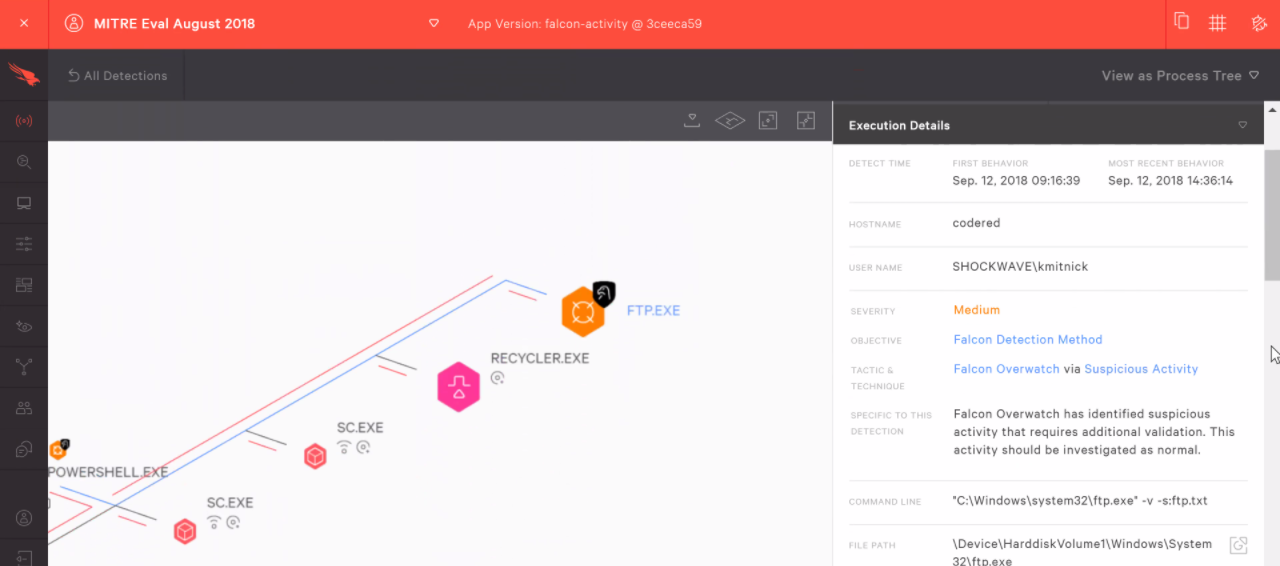 MITRE Eval August 2018
App Version: falcon-activity @ 3ceeca59
All Detections
View as Process Tree
FTP.EXE
RECYCLER.EXE
SC.EXE
POWERSHELL.EXE
SC.EXE
Execution Details
DETECT TIME
FIRST BEHAVIOR
Sep. 12, 2018 09:16:39
MOST RECENT BEHAVIOR
Sep. 12, 2018 14:36:14
HOSTNAME
codered
USER NAME
SHOCKWAVE\kmitnick
SEVERITY
Medium
OBJECTIVE
Falcon Detection Method
TACTIC &
TECHNIQUE
Falcon Overwatch via Suspicious Activity
SPECIFIC TO THIS
DETECTION
Falcon Overwatch has identified suspicious
activity that requires additional validation. This
activity should be investigated as normal.
COMMAND LINE
"C:\Windows\system32\ftp.exe" -v -s:ftp.txt
FILE PATH
\Device\HarddiskVolume1\Windows\System
32\ftp.exe